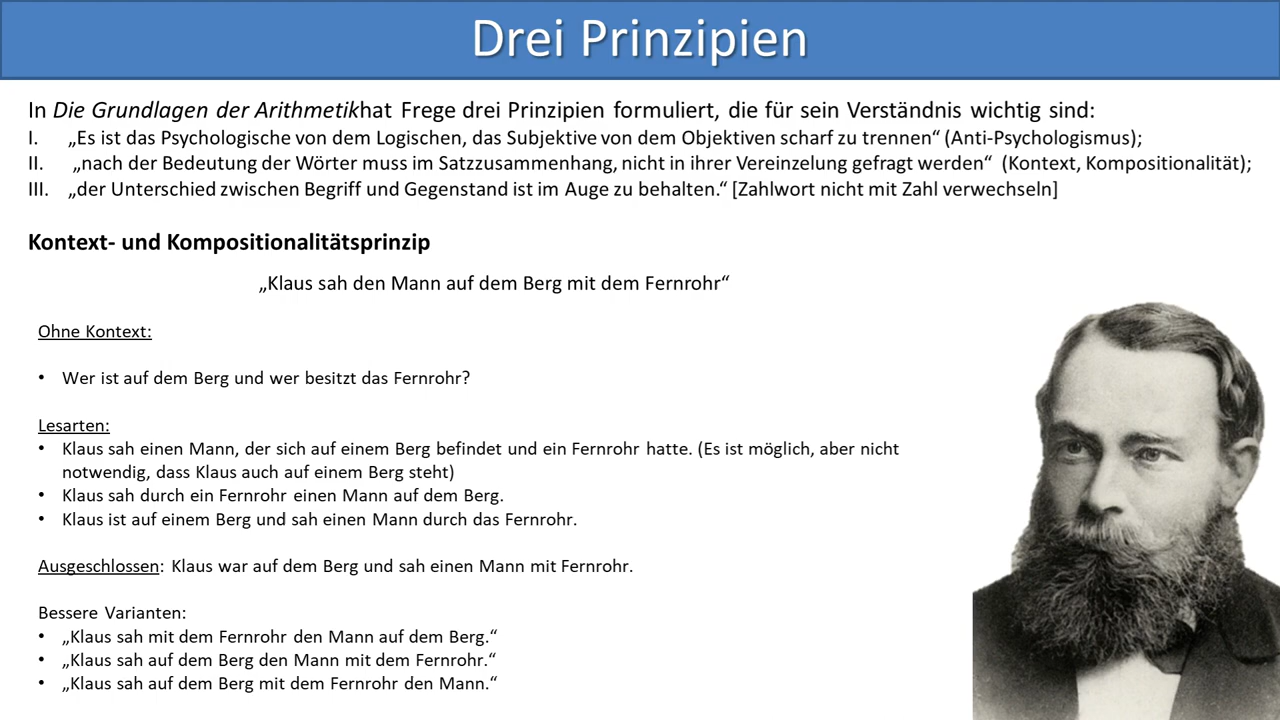 Drei Prinzipien
In Die Grundlagen der Arithmetikhat Frege drei Prinzipien formuliert, die für sein Verständnis wichtig sind:
I. „Es ist das Psychologische von dem Logischen, das Subjektive von dem Objektiven scharf zu trennen“ (Anti-Psychologismus);
II. „nach der Bedeutung der Wörter muss im Satzzusammenhang, nicht in ihrer Vereinzelung gefragt werden“ (Kontext, Kompositionalität);
III. „der Unterschied zwischen Begriff und Gegenstand ist im Auge zu behalten.“ [Zahlwort nicht mit Zahl verwechseln]
Kontext- und Kompositionalitätsprinzip
„Klaus sah den Mann auf dem Berg mit dem Fernrohr“
Ohne Kontext:
• Wer ist auf dem Berg und wer besitzt das Fernrohr?
Lesarten:
• Klaus sah einen Mann, der sich auf einem Berg befindet und ein Fernrohr hatte. (Es ist möglich, aber nicht
notwendig, dass Klaus auch auf einem Berg steht)
• Klaus sah durch ein Fernrohr einen Mann auf dem Berg.
• Klaus ist auf einem Berg und sah einen Mann durch das Fernrohr.
Ausgeschlossen: Klaus war auf dem Berg und sah einen Mann mit Fernrohr.
Bessere Varianten:
• „Klaus sah mit dem Fernrohr den Mann auf dem Berg.“
• „Klaus sah auf dem Berg den Mann mit dem Fernrohr.“
• „Klaus sah auf dem Berg mit dem Fernrohr den Mann.“